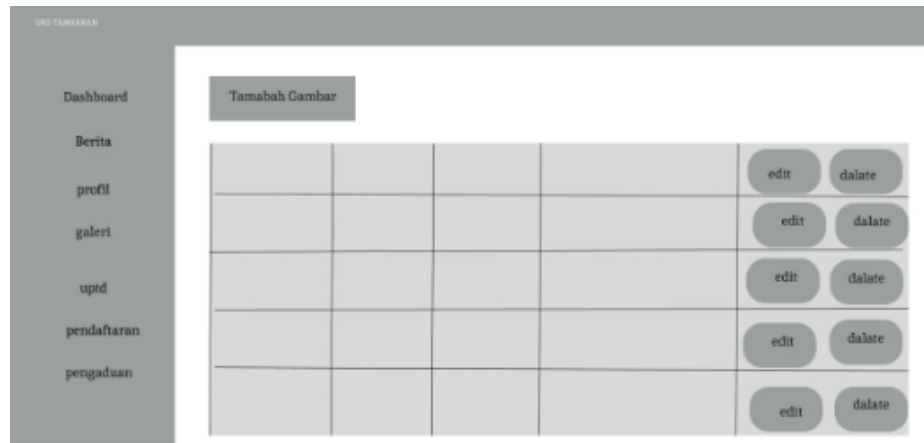 Dashboard
Berita
profil
galeri
uptd
pendaftaran
pengaduan
Tamabah Gambar
edit dalate
edit dalate
edit dalate
edit dalate
edit dalate